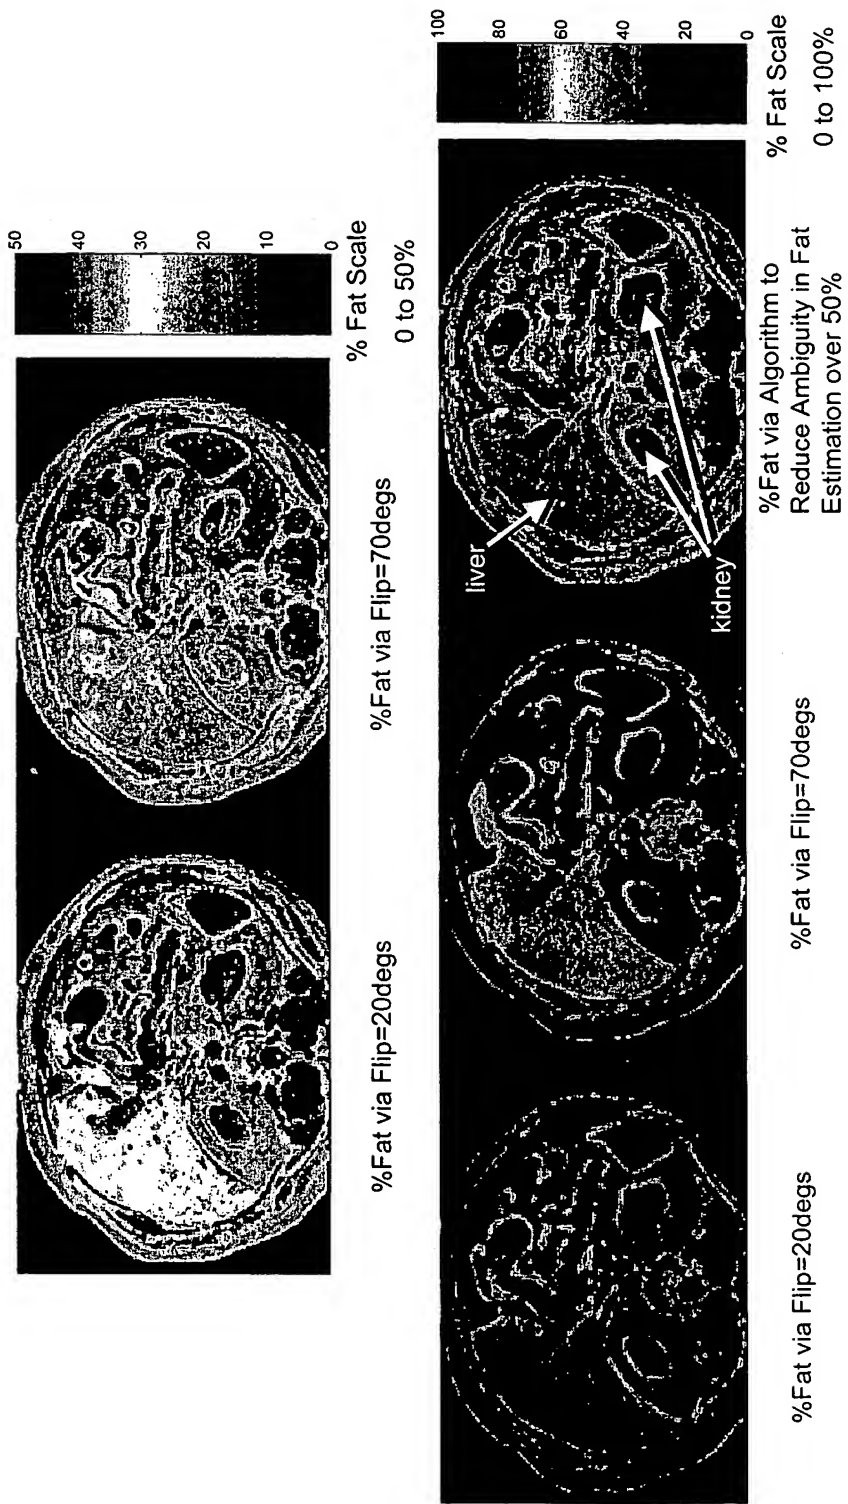 50
40
30
20
10
0
% Fat Scale
0 to 50%
%Fat via Flip=20degs
%Fat via Flip=70degs
100
80
60
40
20
0
% Fat Scale
0 to 100%
liver
kidney
%Fat via Flip=20degs
%Fat via Flip=70degs
%Fat via Algorithm to
Reduce Ambiguity in Fat
Estimation over 50%